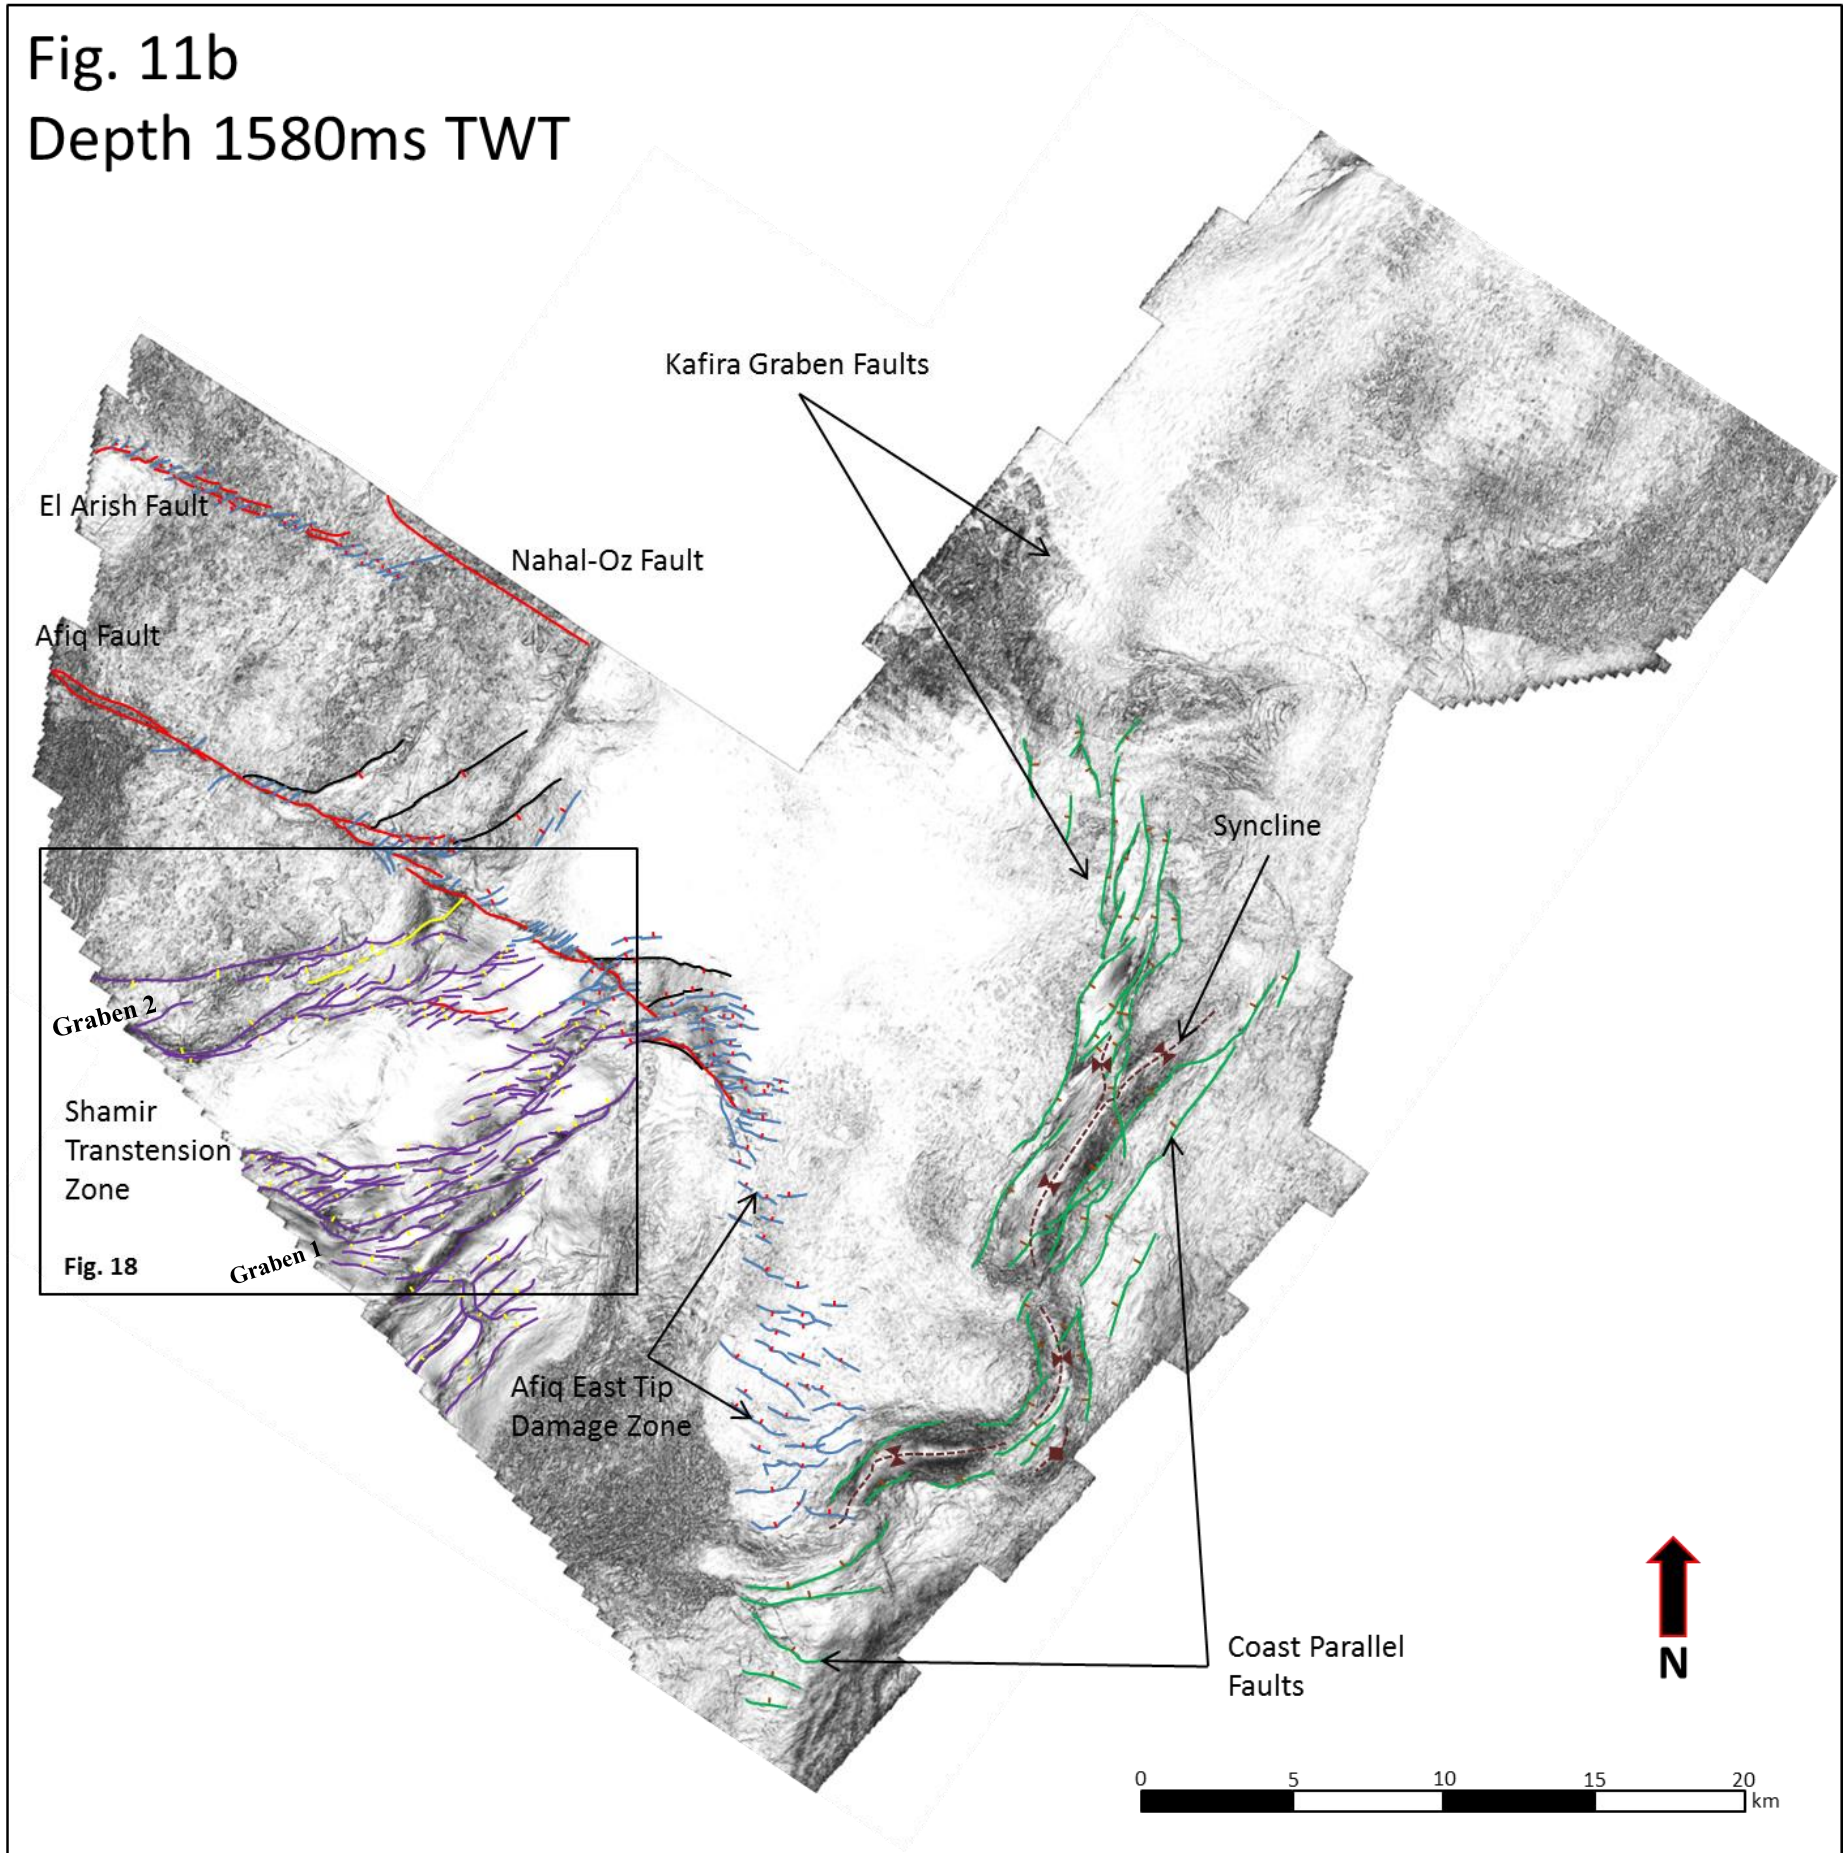 Fig. 11b
Depth 1580ms TWT
Kafira Graben Faults
El Arish Fault
Nahal-Oz Fault
Afiq Fault
Syncline
Graben 2
Shamir
Transtension
Zone
Graben 1
Fig. 18
Afiq East Tip
Damage Zone
Coast Parallel
Faults
N
0 5 10 15 20
km